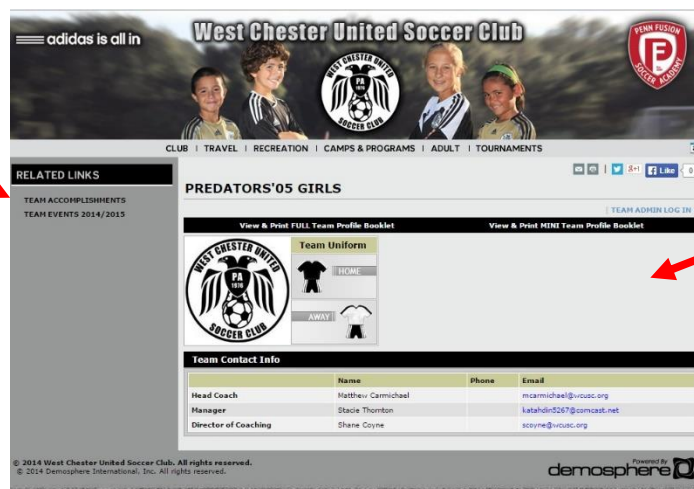 adidas is all in
West Chester United Soccer Club
PENN FUSION
SOCCER ACADEMY
WEST CHESTER UNITED
PA
1976
SOCCER CLUB
CLUB | TRAVEL | RECREATION | CAMPS & PROGRAMS | ADULT | TOURNAMENTS
RELATED LINKS
TEAM ACCOMPLISHMENTS
TEAM EVENTS 2014/2015
Like 0
PREDATORS'05 GIRLS
| TEAM ADMIN LOG IN
View & Print FULL Team Profile Booklet View & Print MINI Team Profile Booklet
WEST CHESTER UNITED
PA
1976
SOCCER CLUB
Team Uniform
HOME
AWAY
Team Contact Info
Name Phone Email
Head Coach Matthew Carmichael mcarmichael@wcusc.org
Manager Stacie Thornton katahdin5267@comcast.net
Director of Coaching Shane Coyne scoyne@wcusc.org
© 2014 West Chester United Soccer Club. All rights reserved.
© 2014 Demosphere International, Inc. All rights reserved.
Powered By
demosphere